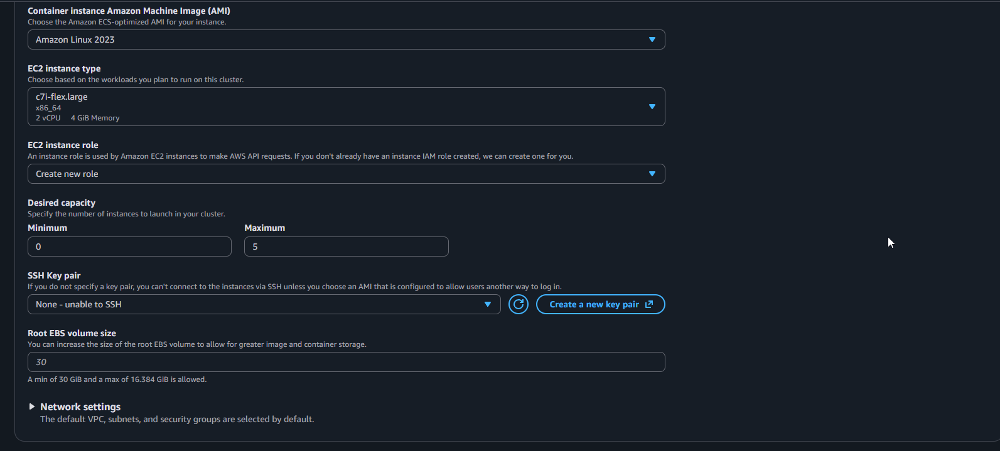 Container instance Amazon Machine Image (AMI)
Choose the Amazon ECS-optimized AMI for your instance.
Amazon Linux 2023
EC2 instance type
Choose based on the workloads you plan to run on this cluster.
c7i-flex.large
x86_64
2 vCPU 4 GiB Memory
EC2 instance role
An instance role is used by Amazon EC2 instances to make AWS API requests. If you don't already have an instance IAM role created, we can create one for you.
Create new role
Desired capacity
Specify the number of instances to launch in your cluster.
Minimum Maximum
0 5
SSH Key pair
If you do not specify a key pair, you can't connect to the instances via SSH unless you choose an AMI that is configured to allow users another way to log in.
None - unable to SSH Create a new key pair
Root EBS volume size
You can increase the size of the root EBS volume to allow for greater image and container storage.
30
A min of 30 GiB and a max of 16.384 GiB is allowed.
Network settings
The default VPC, subnets, and security groups are selected by default.